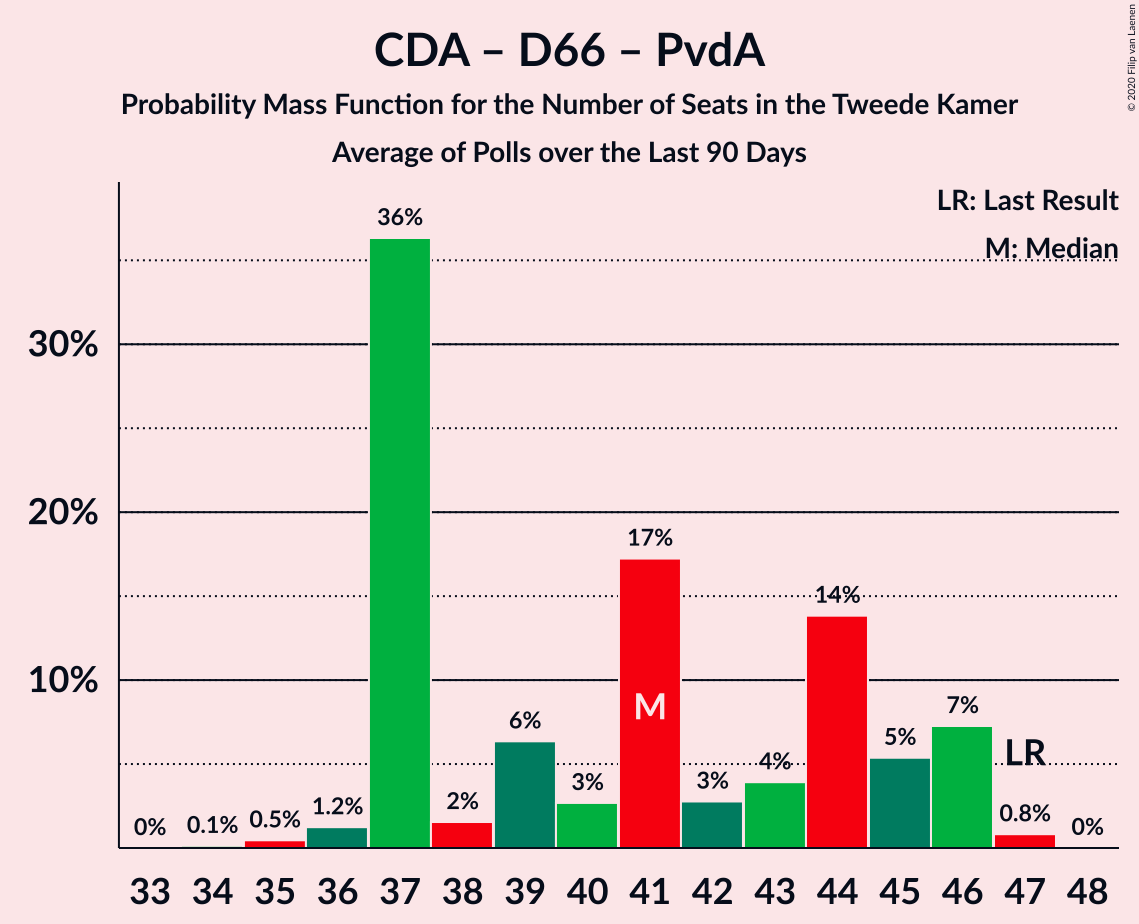 CDA – D66 – PvdA
Probability Mass Function for the Number of Seats in the Tweede Kamer
Average of Polls over the Last 90 Days
© 2020 Filip van Laenen
LR: Last Result
M: Median
30%
20%
10%
0%
0.1%
0.5%
1.2%
36%
2%
6%
3%
17%
M
3%
4%
14%
5%
7%
LR
0.8%
0%
33 34 35 36 37 38 39 40 41 42 43 44 45 46 47 48